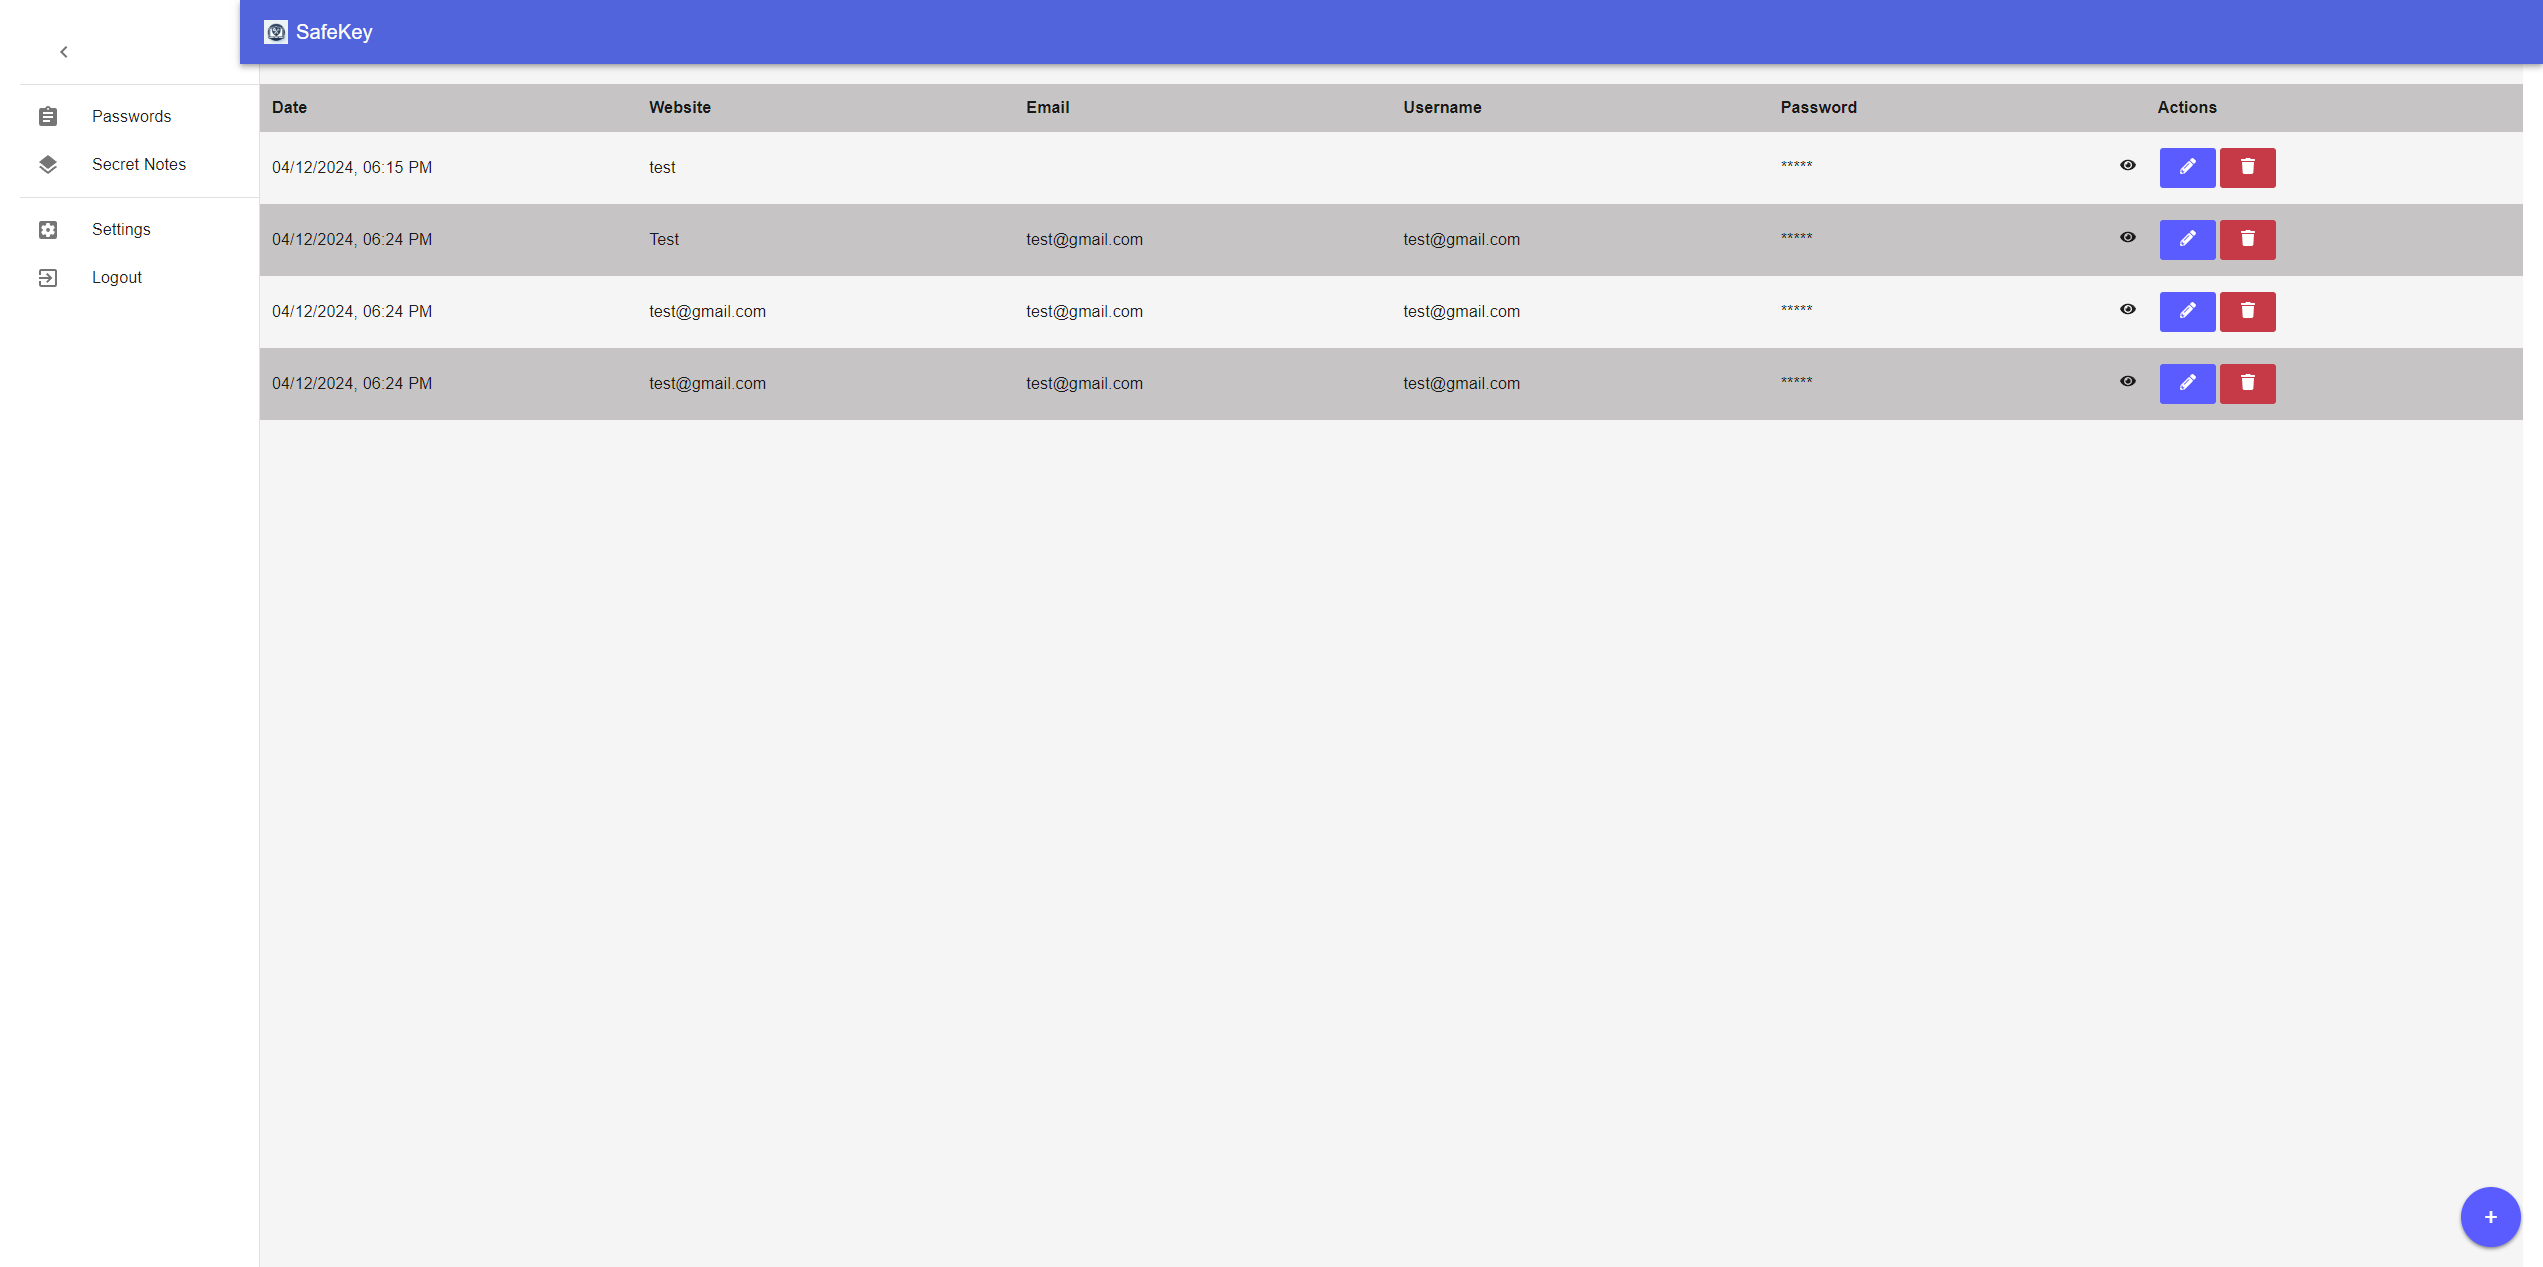 SafeKey
Passwords
Secret Notes
Settings
Logout
Date Website Email Username Password Actions
04/12/2024, 06:15 PM test *****
04/12/2024, 06:24 PM Test test@gmail.com test@gmail.com *****
04/12/2024, 06:24 PM test@gmail.com test@gmail.com test@gmail.com *****
04/12/2024, 06:24 PM test@gmail.com test@gmail.com test@gmail.com *****
+